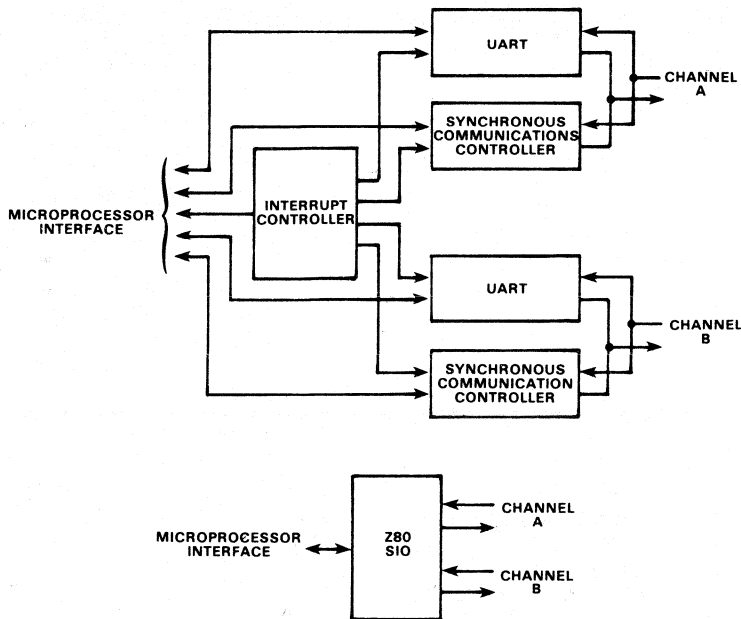 UART
CHANNEL
A
SYNCHRONOUS
COMMUNICATIONS
CONTROLLER
INTERRUPT
CONTROLLER
MICROPROCESSOR
INTERFACE
UART
CHANNEL
B
SYNCHRONOUS
COMMUNICATION
CONTROLLER
MICROPROCESSOR
INTERFACE
Z80
SIO
CHANNEL
A
CHANNEL
B